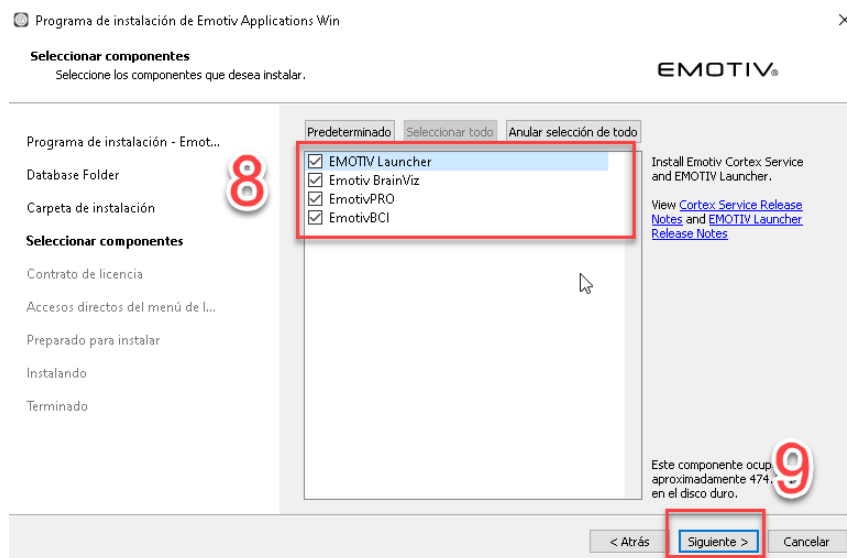 Programa de instalación de Emotiv Applications Win
Seleccionar componentes
Seleccione los componentes que desea instalar.
EMOTIV®
Programa de instalación - Emot...
Database Folder
Carpeta de instalación
Seleccionar componentes
Contrato de licencia
Accesos directos del menú de I...
Preparado para instalar
Instalando
Terminado
8
Predeterminado Seleccionar todo Anular selección de todo
EMOTIV Launcher
Emotiv BrainViz
EmotivPRO
EmotivBCI
Install Emotiv Cortex Service
and EMOTIV Launcher.
View Cortex Service Release
Notes and EMOTIV Launcher
Release Notes
Este componente ocup
aproximadamente 474.
en el disco duro.
9
< Atrás Siguiente > Cancelar